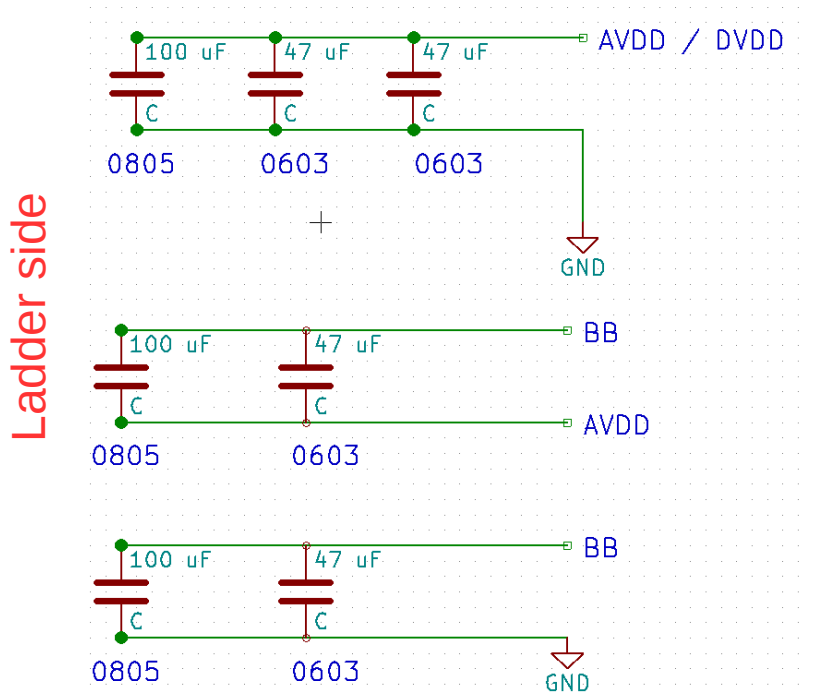 Ladder side
AVDD / DVDD
100 uF 47 uF 47 uF
C C C
0805 0603 0603
GND
BB
100 uF 47 uF
C C
AVDD
0805 0603
BB
100 uF 47 uF
C C
0805 0603
GND